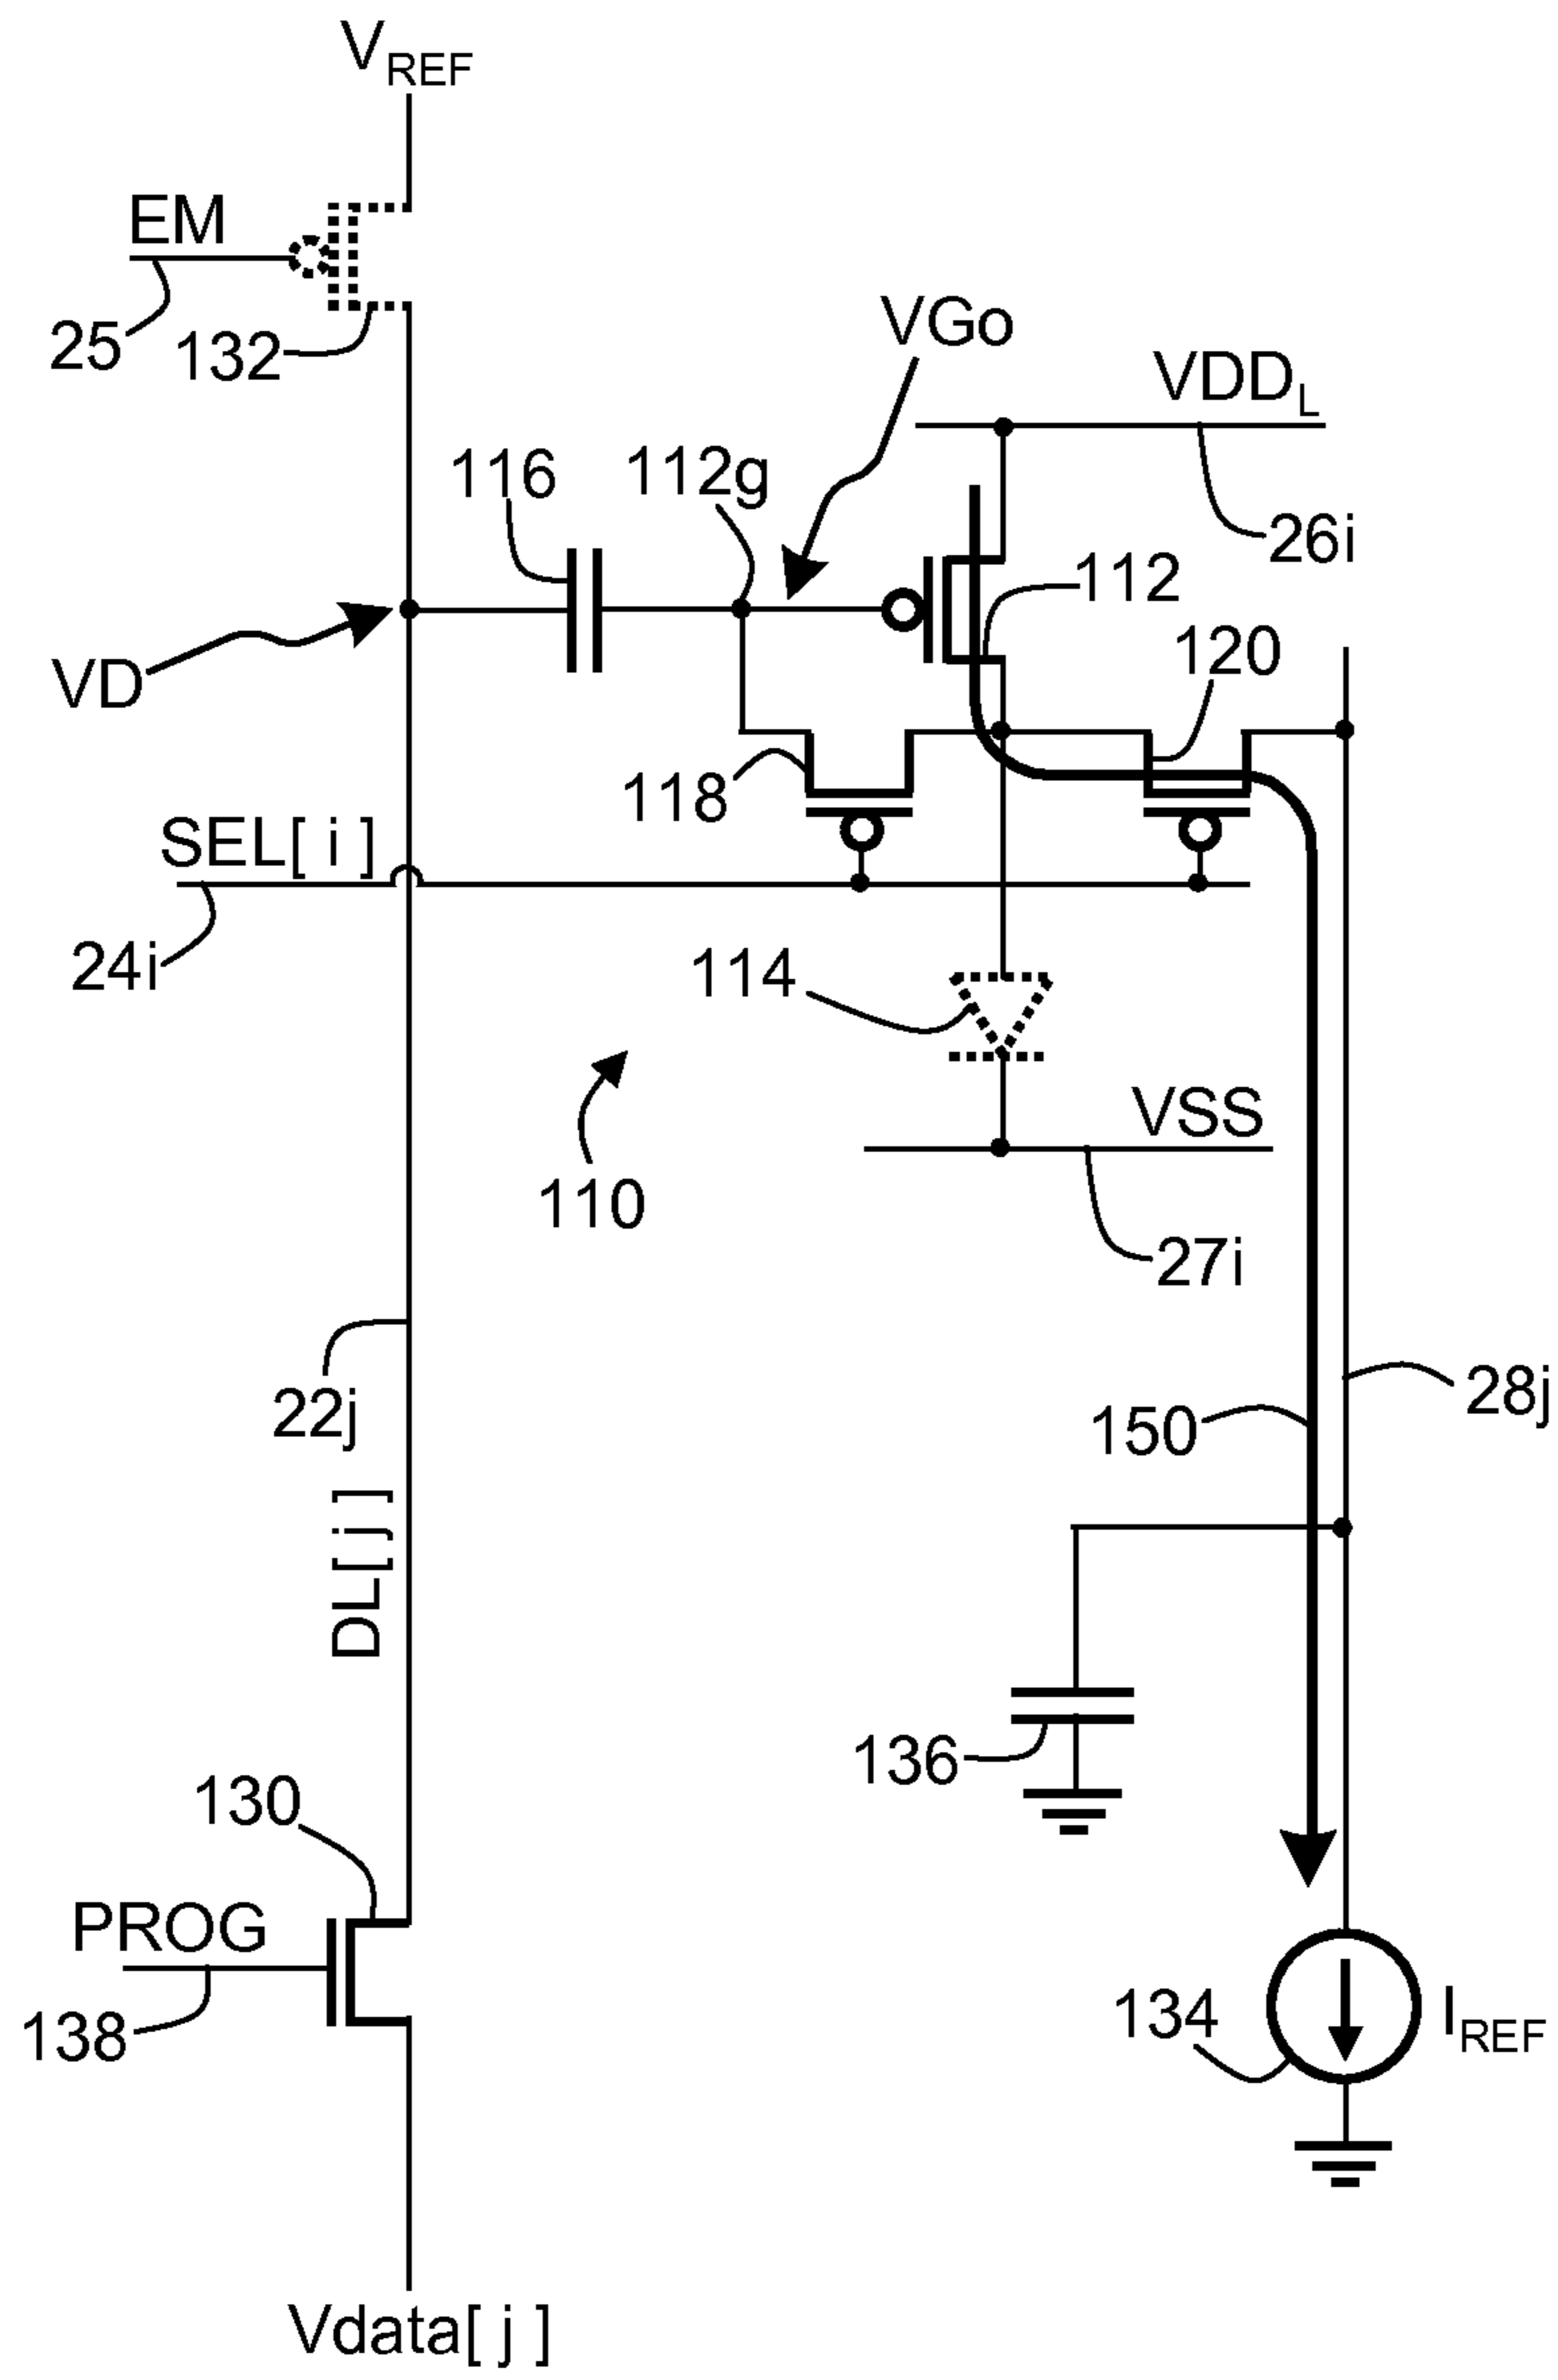 VREF
EM
25
132
VGo
VDDL
116
112g
26i
112
120
VD
118
SEL[ i ]
24i
114
VSS
110
27i
22j
28j
150
DL[ j ]
136
130
PROG
138
134
IREF
Vdata[ j ]